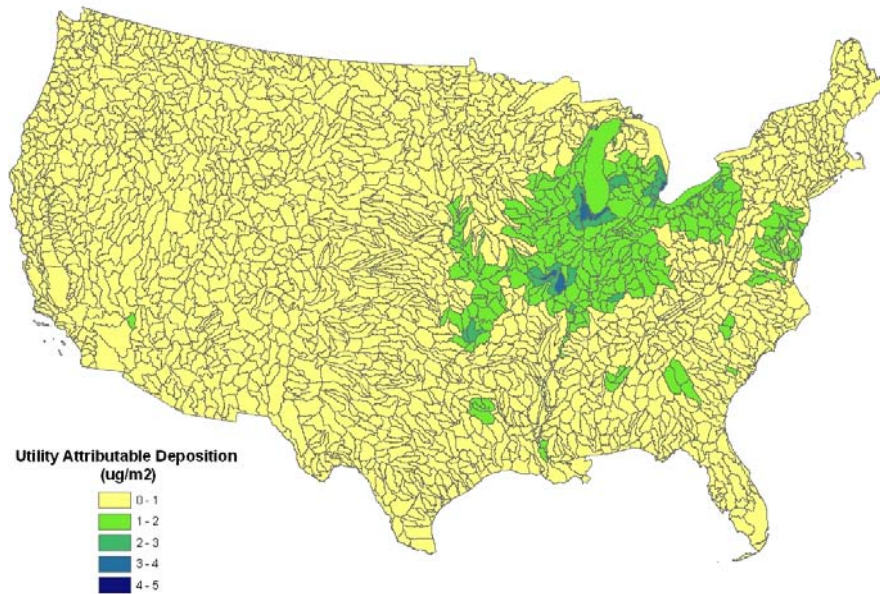 Utility Attributable Deposition
(ug/m2)
0 - 1
1 - 2
2 - 3
3 - 4
4 - 5